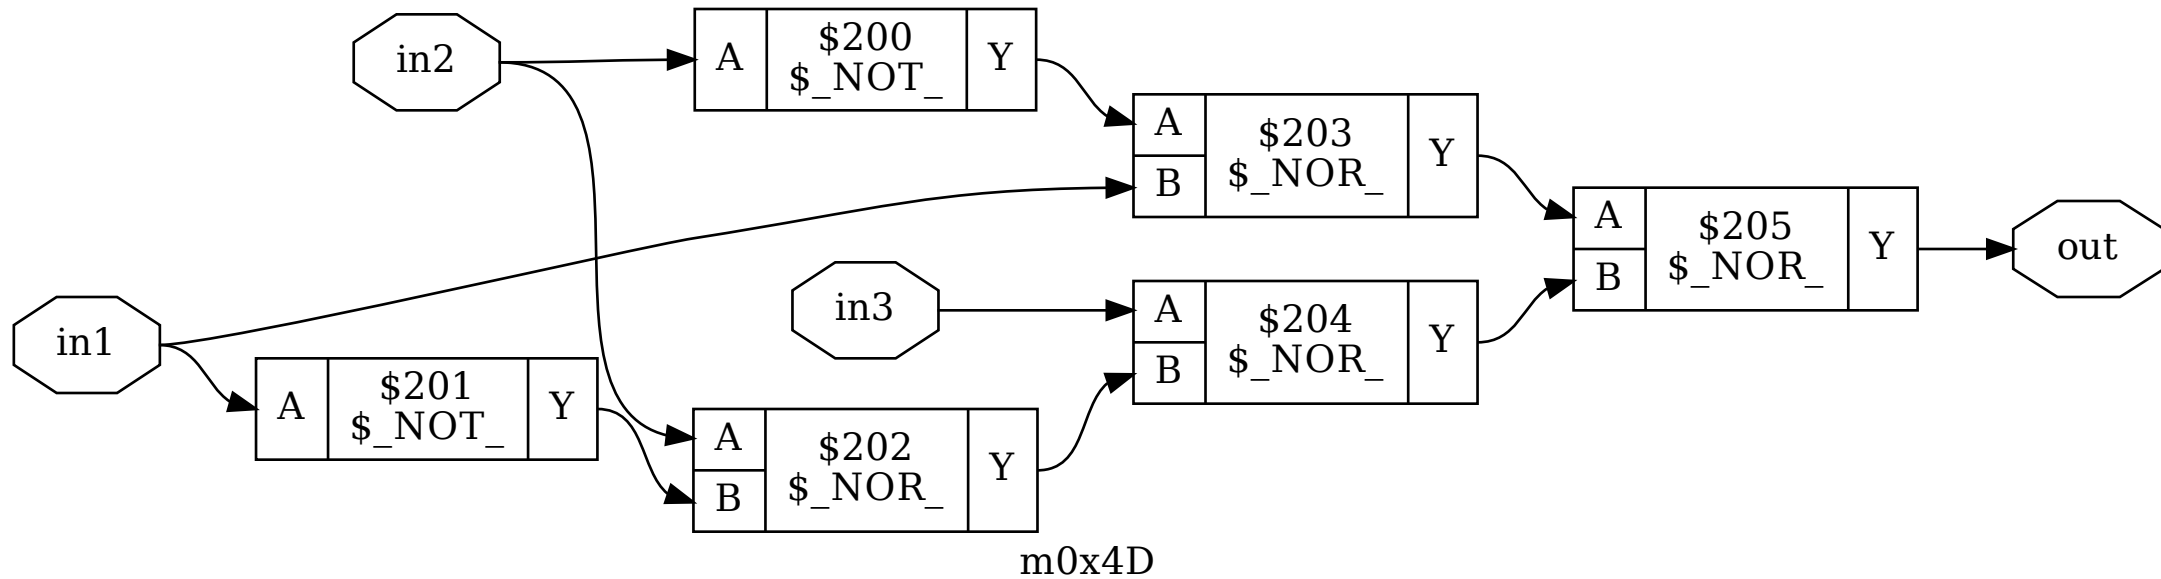 in2
A
$200
$_NOT_
Y
A
B
$203
$_NOR_
Y
A
B
$205
$_NOR_
Y
out
in3
A
B
$204
$_NOR_
Y
in1
A
$201
$_NOT_
Y
A
B
$202
$_NOR_
Y
m0x4D